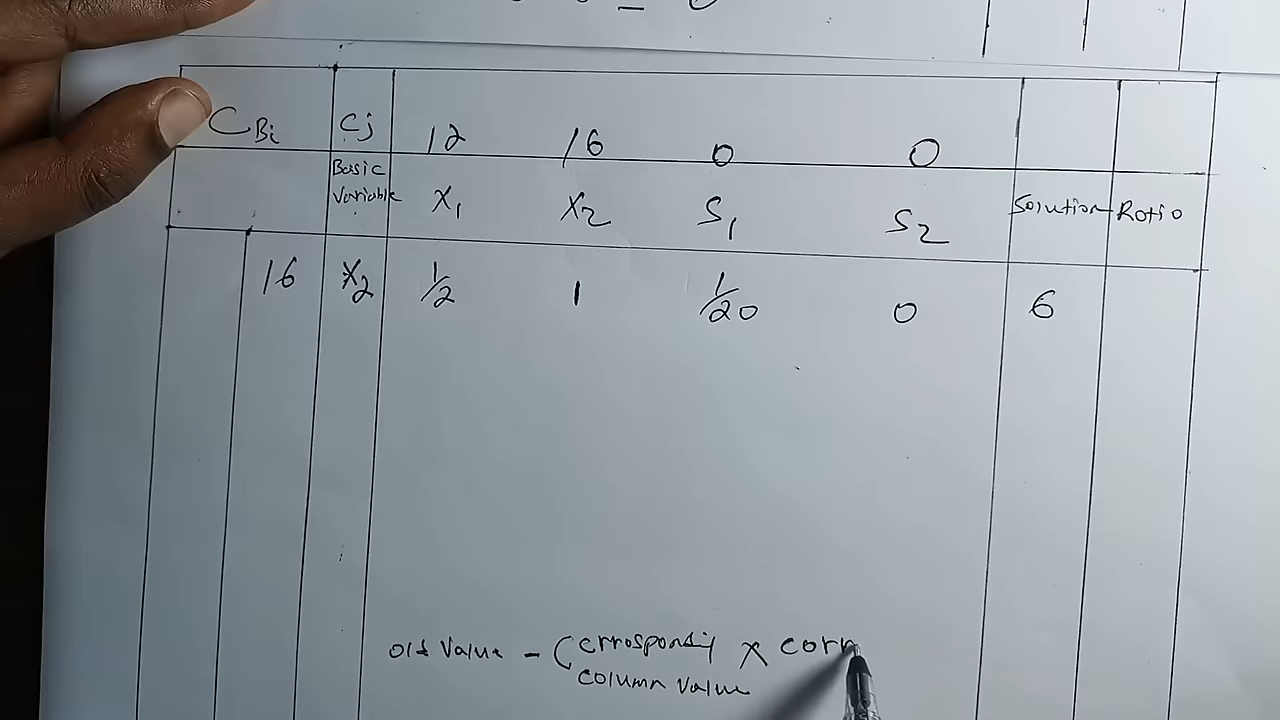 CBi Cj 12 16 0 0
Basic Variable X1 X2 S1 S2 Solution Ratio
16 X2 1/2 1 1/20 0 6
Old Value - (Crrospondig X corr
column value